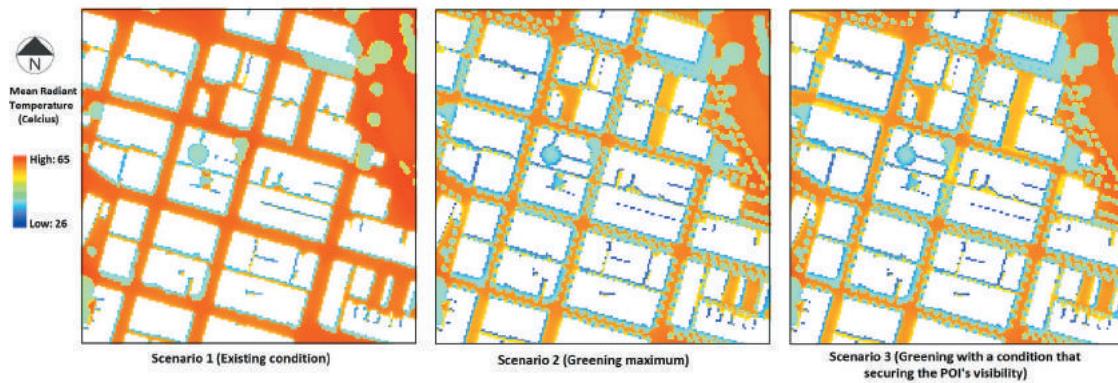 N
Mean Radiant
Temperature
(Celcius)
High: 65
Low: 26
Scenario 1 (Existing condition)
Scenario 2 (Greening maximum)
Scenario 3 (Greening with a condition that
securing the POI's visibility)